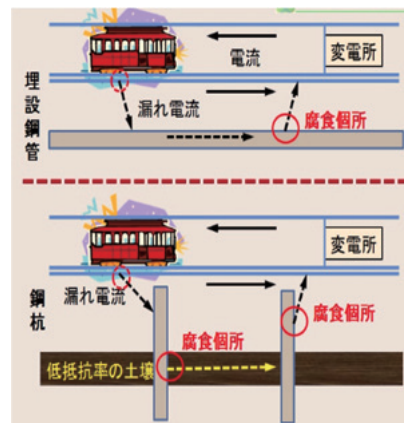 電流
変電所
漏れ電流
腐食個所
埋設鋼管
変電所
漏れ電流
腐食個所
腐食個所
鋼杭
低抵抗率の土壌